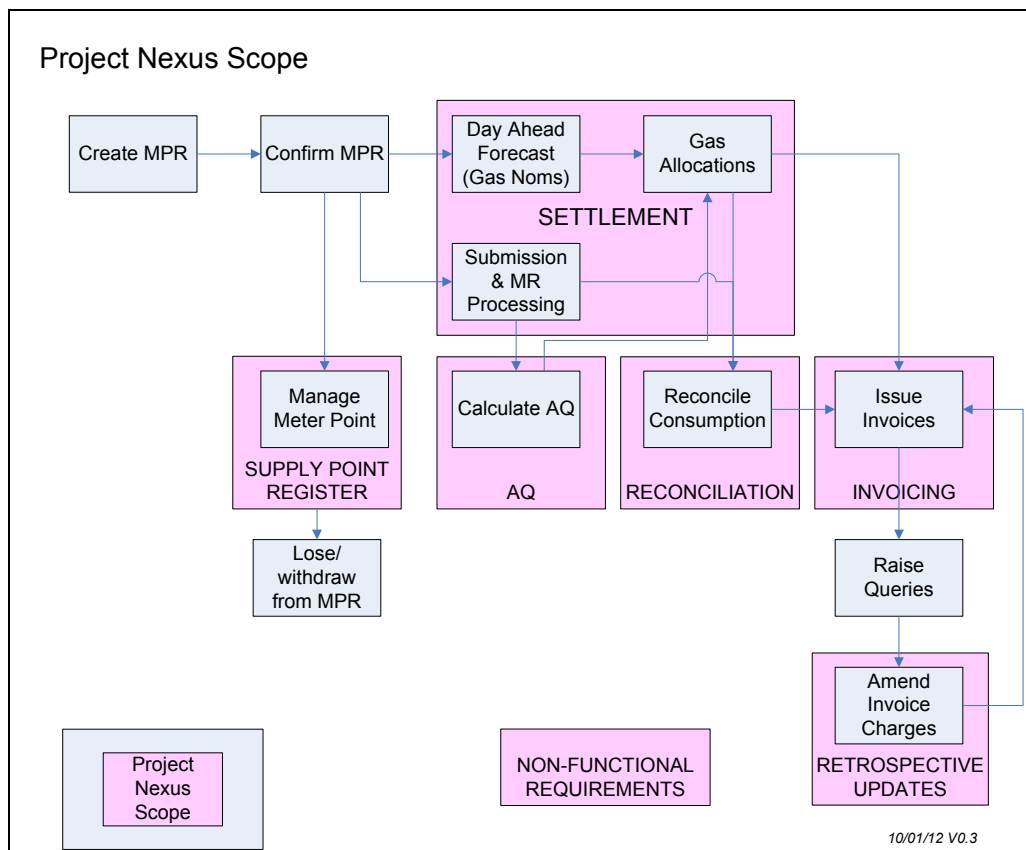 Project Nexus Scope
Create MPR
Confirm MPR
Day Ahead
Forecast
(Gas Noms)
Gas
Allocations
SETTLEMENT
Submission
& MR
Processing
Manage
Meter Point
SUPPLY POINT
REGISTER
Calculate AQ
AQ
Reconcile
Consumption
RECONCILIATION
Issue
Invoices
INVOICING
Lose/
withdraw
from MPR
Raise
Queries
Amend
Invoice
Charges
RETROSPECTIVE
UPDATES
Project
Nexus
Scope
NON-FUNCTIONAL
REQUIREMENTS
10/01/12 V0.3